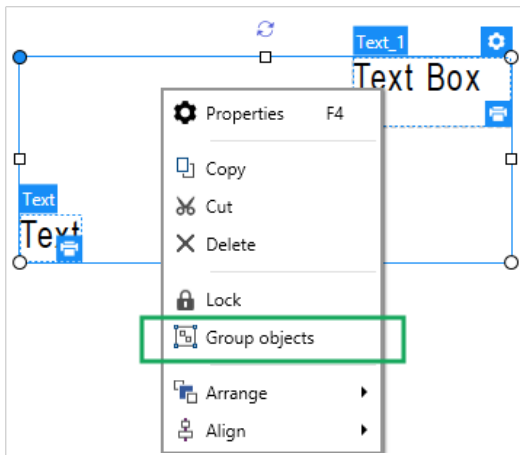 Text_1
Text Box
Properties F4
Copy
Cut
Delete
Text
Text
Lock
Group objects
Arrange
Align